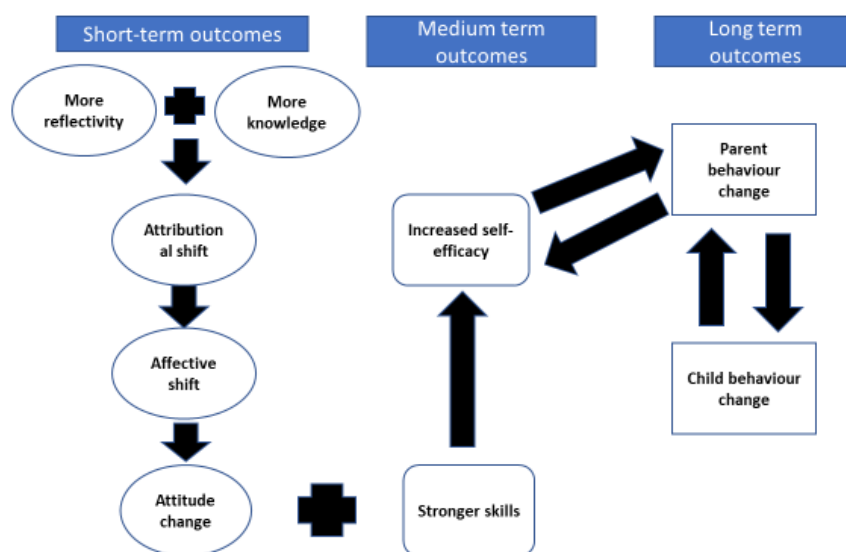 Short-term outcomes
Medium term
outcomes
Long term
outcomes
More
reflectivity
More
knowledge
Attribution
al shift
Affective
shift
Attitude
change
Increased self-
efficacy
Stronger skills
Parent
behaviour
change
Child behaviour
change